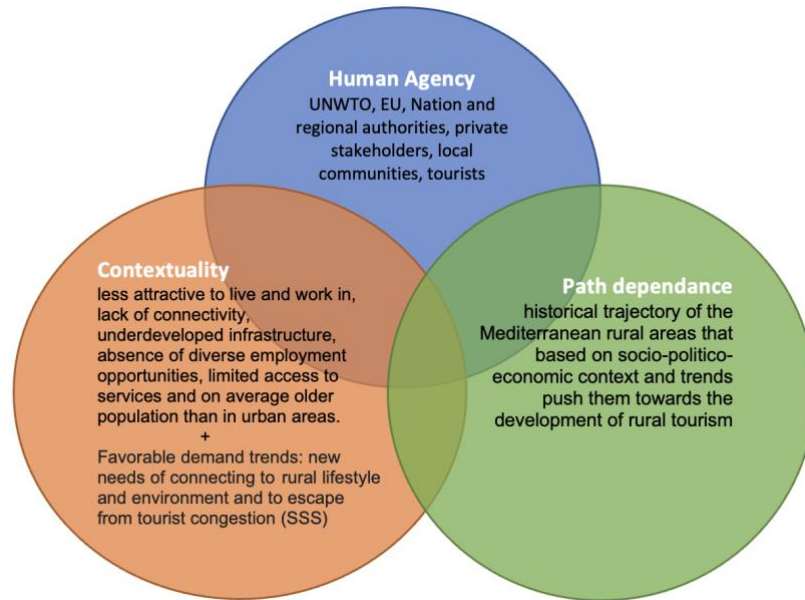 Human Agency
UNWTO, EU, Nation and
regional authorities, private
stakeholders, local
communities, tourists
Contextuality
less attractive to live and work in,
lack of connectivity,
underdeveloped infrastructure,
absence of diverse employment
opportunities, limited access to
services and on average older
population than in urban areas.
+
Favorable demand trends: new
needs of connecting to rural lifestyle
and environment and to escape
from tourist congestion (SSS)
Path dependance
historical trajectory of the
Mediterranean rural areas that
based on socio-politico-
economic context and trends
push them towards the
development of rural tourism